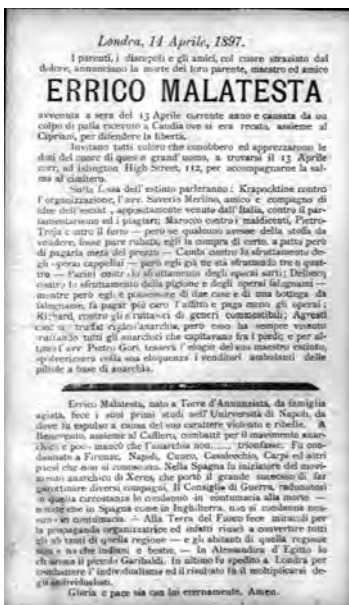 Londra, 14 Aprile, 1897.
I parenti, i discepoli e gli amici, col cuore straziato dal
dolore, annunciano la morte del loro parente, maestro ed amico
ERRICO MALATESTA
avvenuta a sera del 13 Aprile corrente anno e causata da un
colpo di palla ricevuto a Candia ove si era recato, assieme al
Cipriani, per difendere la libertà.
Invitano tutti coloro che conobbero ed apprezzarono le
doti del cuore di questo grand'uomo, a trovarsi il 15 Aprile
corr, ad Islington High Street, 112, per accompagnarne la sal-
ma al cimitero.
Sulla fossa dell'estinto parleranno: Krapocktine contro
l'organizzazione, l'avv. Saverio Merlino, amico e compagno di
idee dell'estinto, appositamente venuto dall'Italia, contro il par-
lamentarismo ed i plagiari; Marocco contro i maldicenti, Pietro
contro il furto — però se qualcuno avesse della stoffa da
vendere, fosse pure rubata, egli la compra di certo, a patto però
di pagarla metà del prezzo — Camba contro lo sfruttamento de-
gli operai cappellai — però egli già ne sta sfruttando tre o quat-
tro — Parini contro lo sfruttamento degli operai sarti; Delbecq
contro lo sfruttamento della pigione e degli operai falegnami —
mentre però egli è possessore di due case e di una bottega da
falegname, fa pagar più caro l'affitto e paga meno gli operai;
Richard, contro gli sfruttatori di generi commestibili; Agresti
contro i truffatori anarchia, però esso ha sempre vissuto
truffando tutti gli anarchici che capitavano fra i piedi; e per ul-
timo l'avv. Pietro Gori, tesserà l'elogio del suo maestro estinto,
spolverizzerà colla sua eloquenza i venditori ambulanti delle
pillole a base di anarchia.
Errico Malatesta, nato a Torre d'Annunziata, da famiglia
agiata, fece i suoi primi studi nell'Università di Napoli, da
dove fu espulso a causa del suo carattere violento e ribelle. A
Benevento, assieme al Caffiero, combattè per il movimento anar-
chico e poco mancò che l'anarchia non...... trionfasse. Fu con-
dannato a Firenze, Napoli, Cuneo, Casalecchio, Carpi ed altri
paesi che non si conoscono. Nella Spagna fu iniziatore del movi-
mento anarchico di Xeres, che portò il grande successo di far
garrottare diversi compagni. Il Consiglio di Guerra, radunatosi
in quella circostanza lo condannò in contumacia alla morte —
notate che in Spagna come in Inghilterra, non si condanna nes-
suno in contumacia. — Alla Terra del Fuoco fece miracoli per
la propaganda organizzatrice ed infatti riuscì a convertire tutti
gli abitanti di quella regione — e gli abitanti di quella regione
non sono che indiani e bestie. — In Alessandria d'Egitto lo
chiamano il piccolo Garibaldi. In ultimo fu spedito a Londra per
combattere l'individualismo ed il risultato fu il moltiplicarsi de-
gli individualisti.
Gloria e pace sia con lui eternamente. Amen.